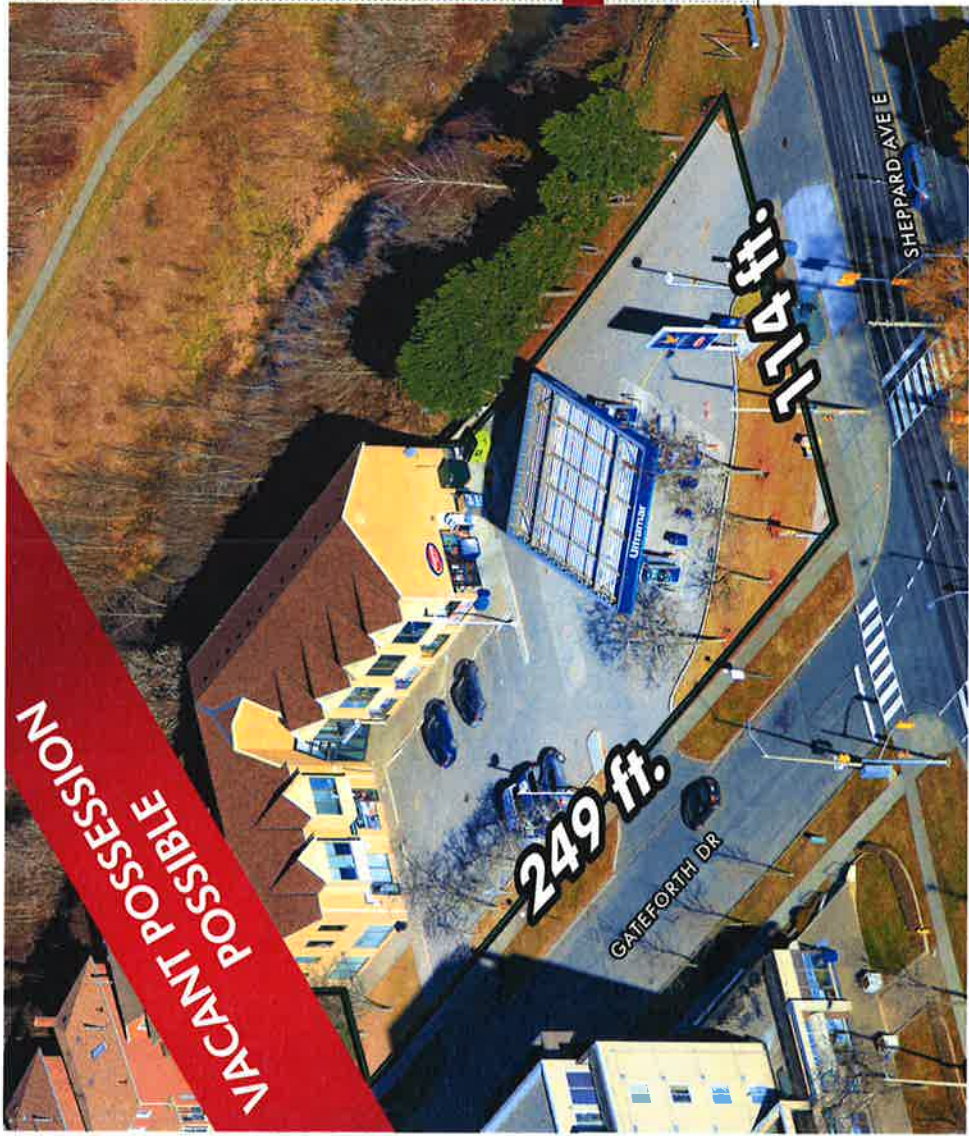 VACANT POSSESSION
POSSIBLE
249 ft.
114 ft.
GATEFORTH DR
SHEPPARD AVE E
Ultramar